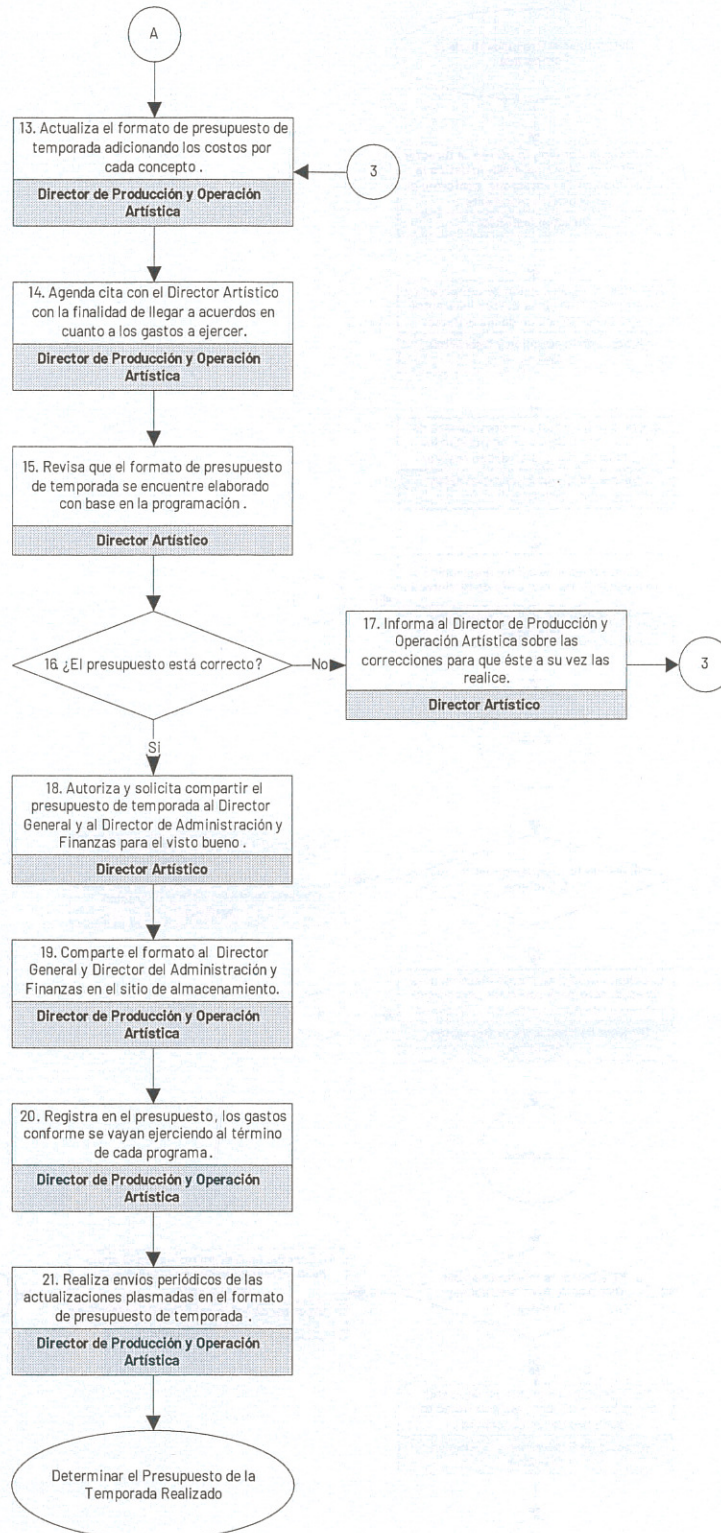 A
13. Actualiza el formato de presupuesto de
temporada adicionando los costos por
cada concepto .
Director de Producción y Operación
Artística
3
14. Agenda cita con el Director Artístico
con la finalidad de llegar a acuerdos en
cuanto a los gastos a ejercer.
Director de Producción y Operación
Artística
15. Revisa que el formato de presupuesto
de temporada se encuentre elaborado
con base en la programación .
Director Artístico
16. ¿El presupuesto está correcto?
No
17. Informa al Director de Producción y
Operación Artística sobre las
correcciones para que éste a su vez las
realice.
Director Artístico
3
Si
18. Autoriza y solicita compartir el
presupuesto de temporada al Director
General y al Director de Administración y
Finanzas para el visto bueno .
Director Artístico
19. Comparte el formato al Director
General y Director del Administración y
Finanzas en el sitio de almacenamiento.
Director de Producción y Operación
Artística
20. Registra en el presupuesto, los gastos
conforme se vayan ejerciendo al término
de cada programa.
Director de Producción y Operación
Artística
21. Realiza envíos periódicos de las
actualizaciones plasmadas en el formato
de presupuesto de temporada .
Director de Producción y Operación
Artística
Determinar el Presupuesto de la
Temporada Realizado